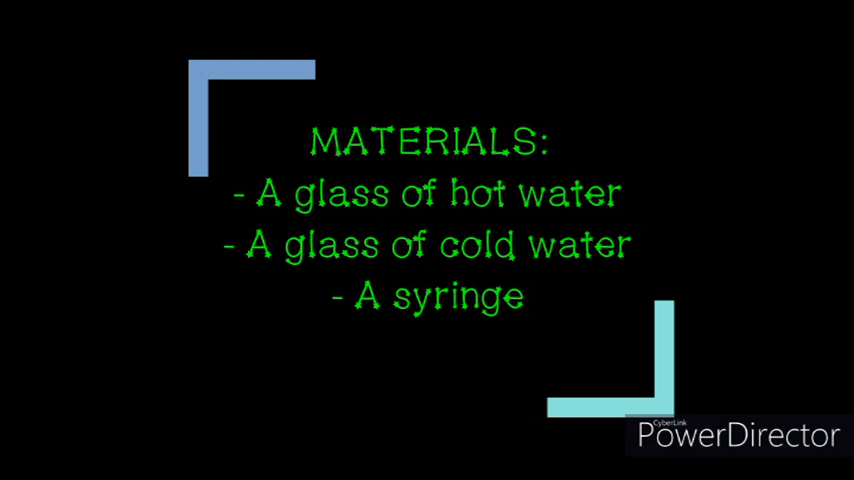 MATERIALS:
- A glass of hot water
- A glass of cold water
- A syringe
CyberLink
PowerDirector